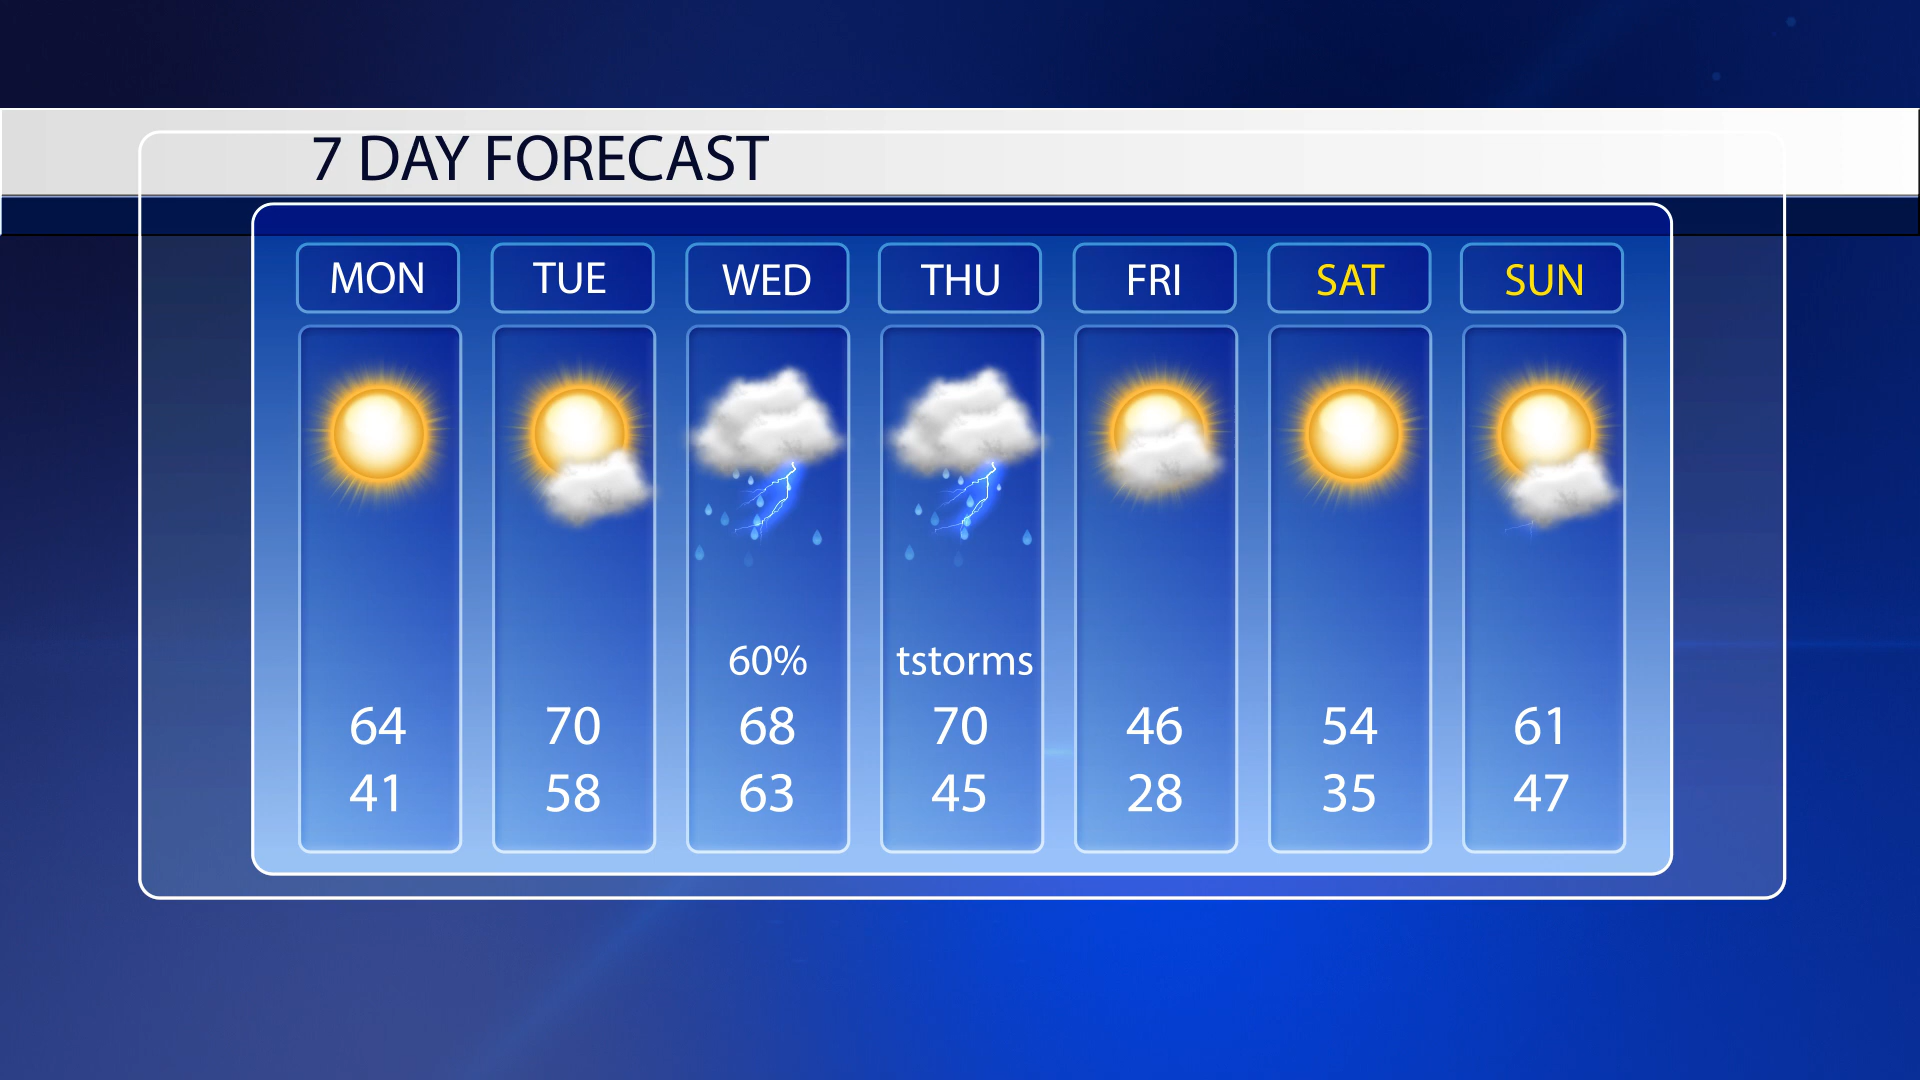 7 DAY FORECAST
MON TUE WED THU FRI SAT SUN
60% tstorms
64 70 68 70 46 54 61
41 58 63 45 28 35 47